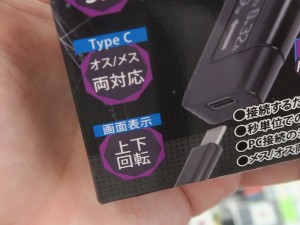 Type C
オス/メス
両対応
画面表示
上下
回転
●接続するだ
●秒単位での
●PC接続の
●メス/オス両